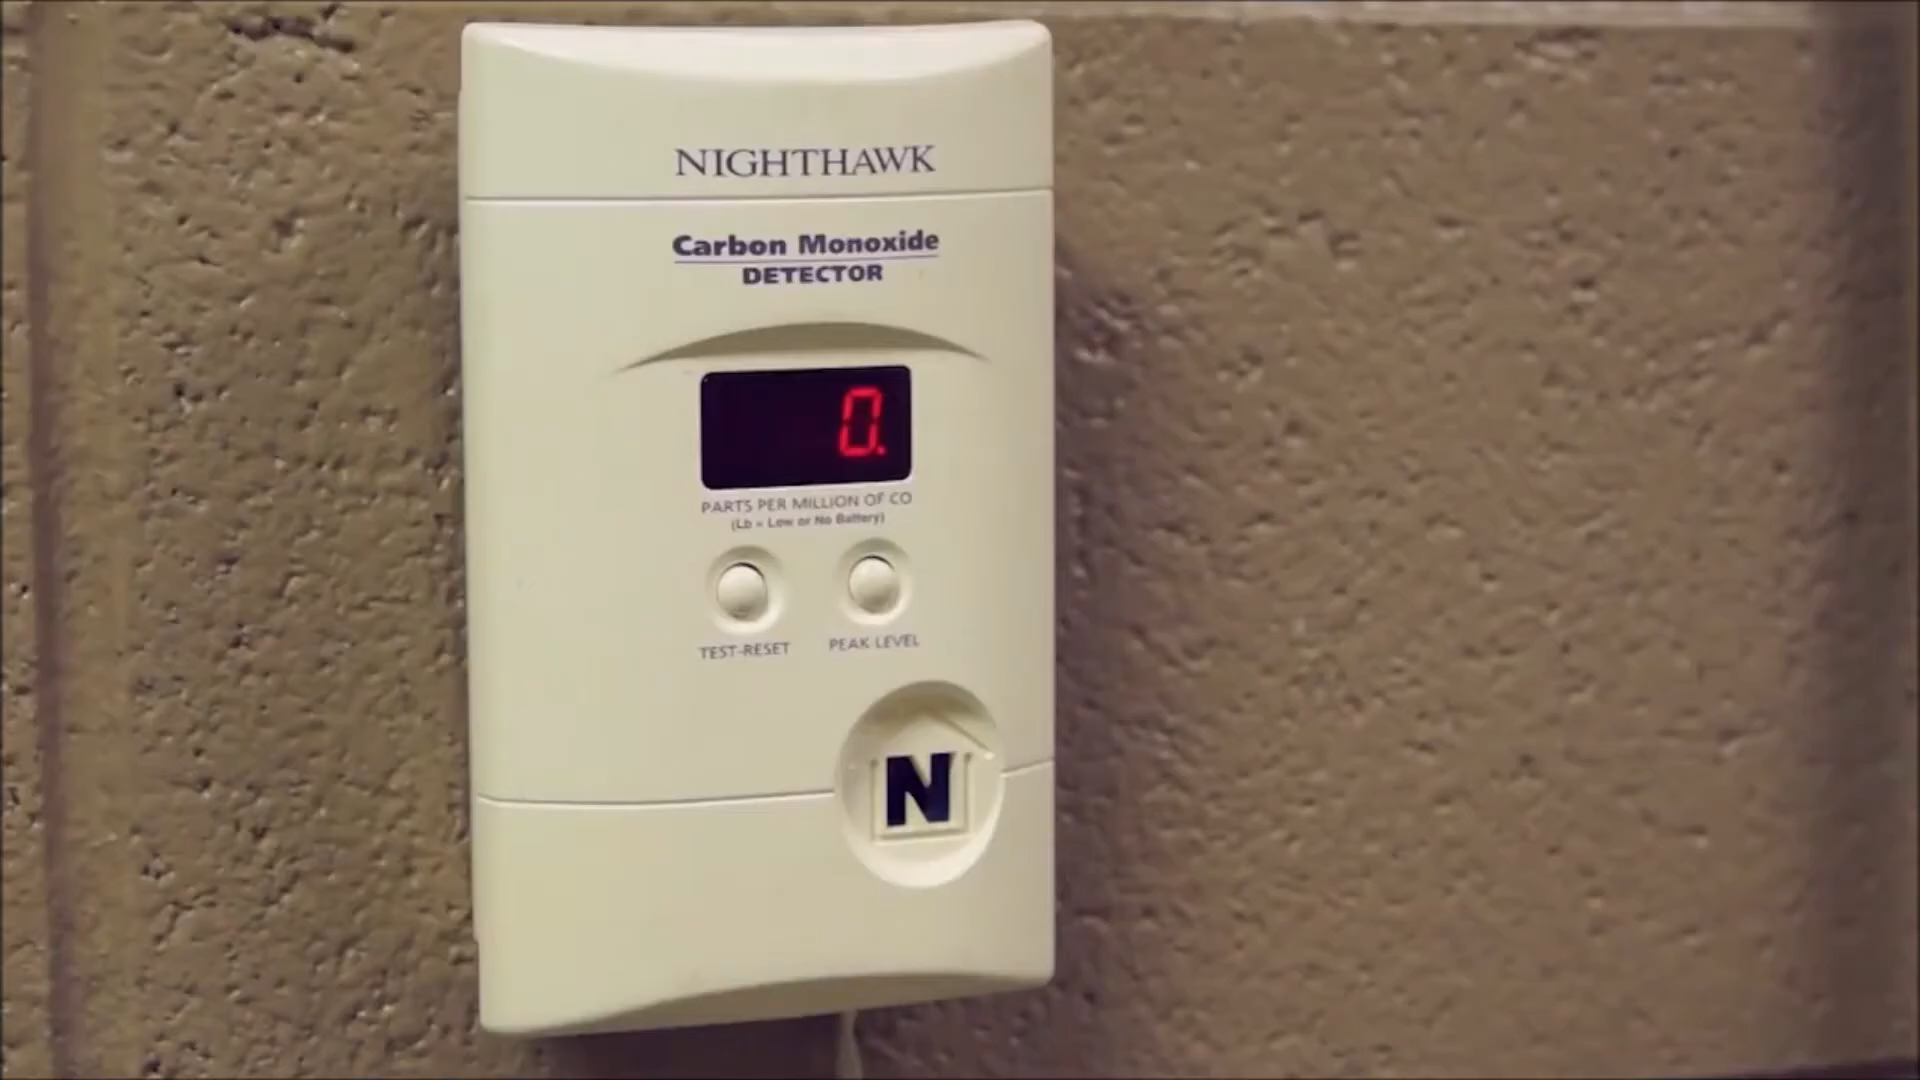 NIGHTHAWK
Carbon Monoxide
DETECTOR
0.
PARTS PER MILLION OF CO
(Lb = Low or No Battery)
TEST-RESET PEAK LEVEL
N